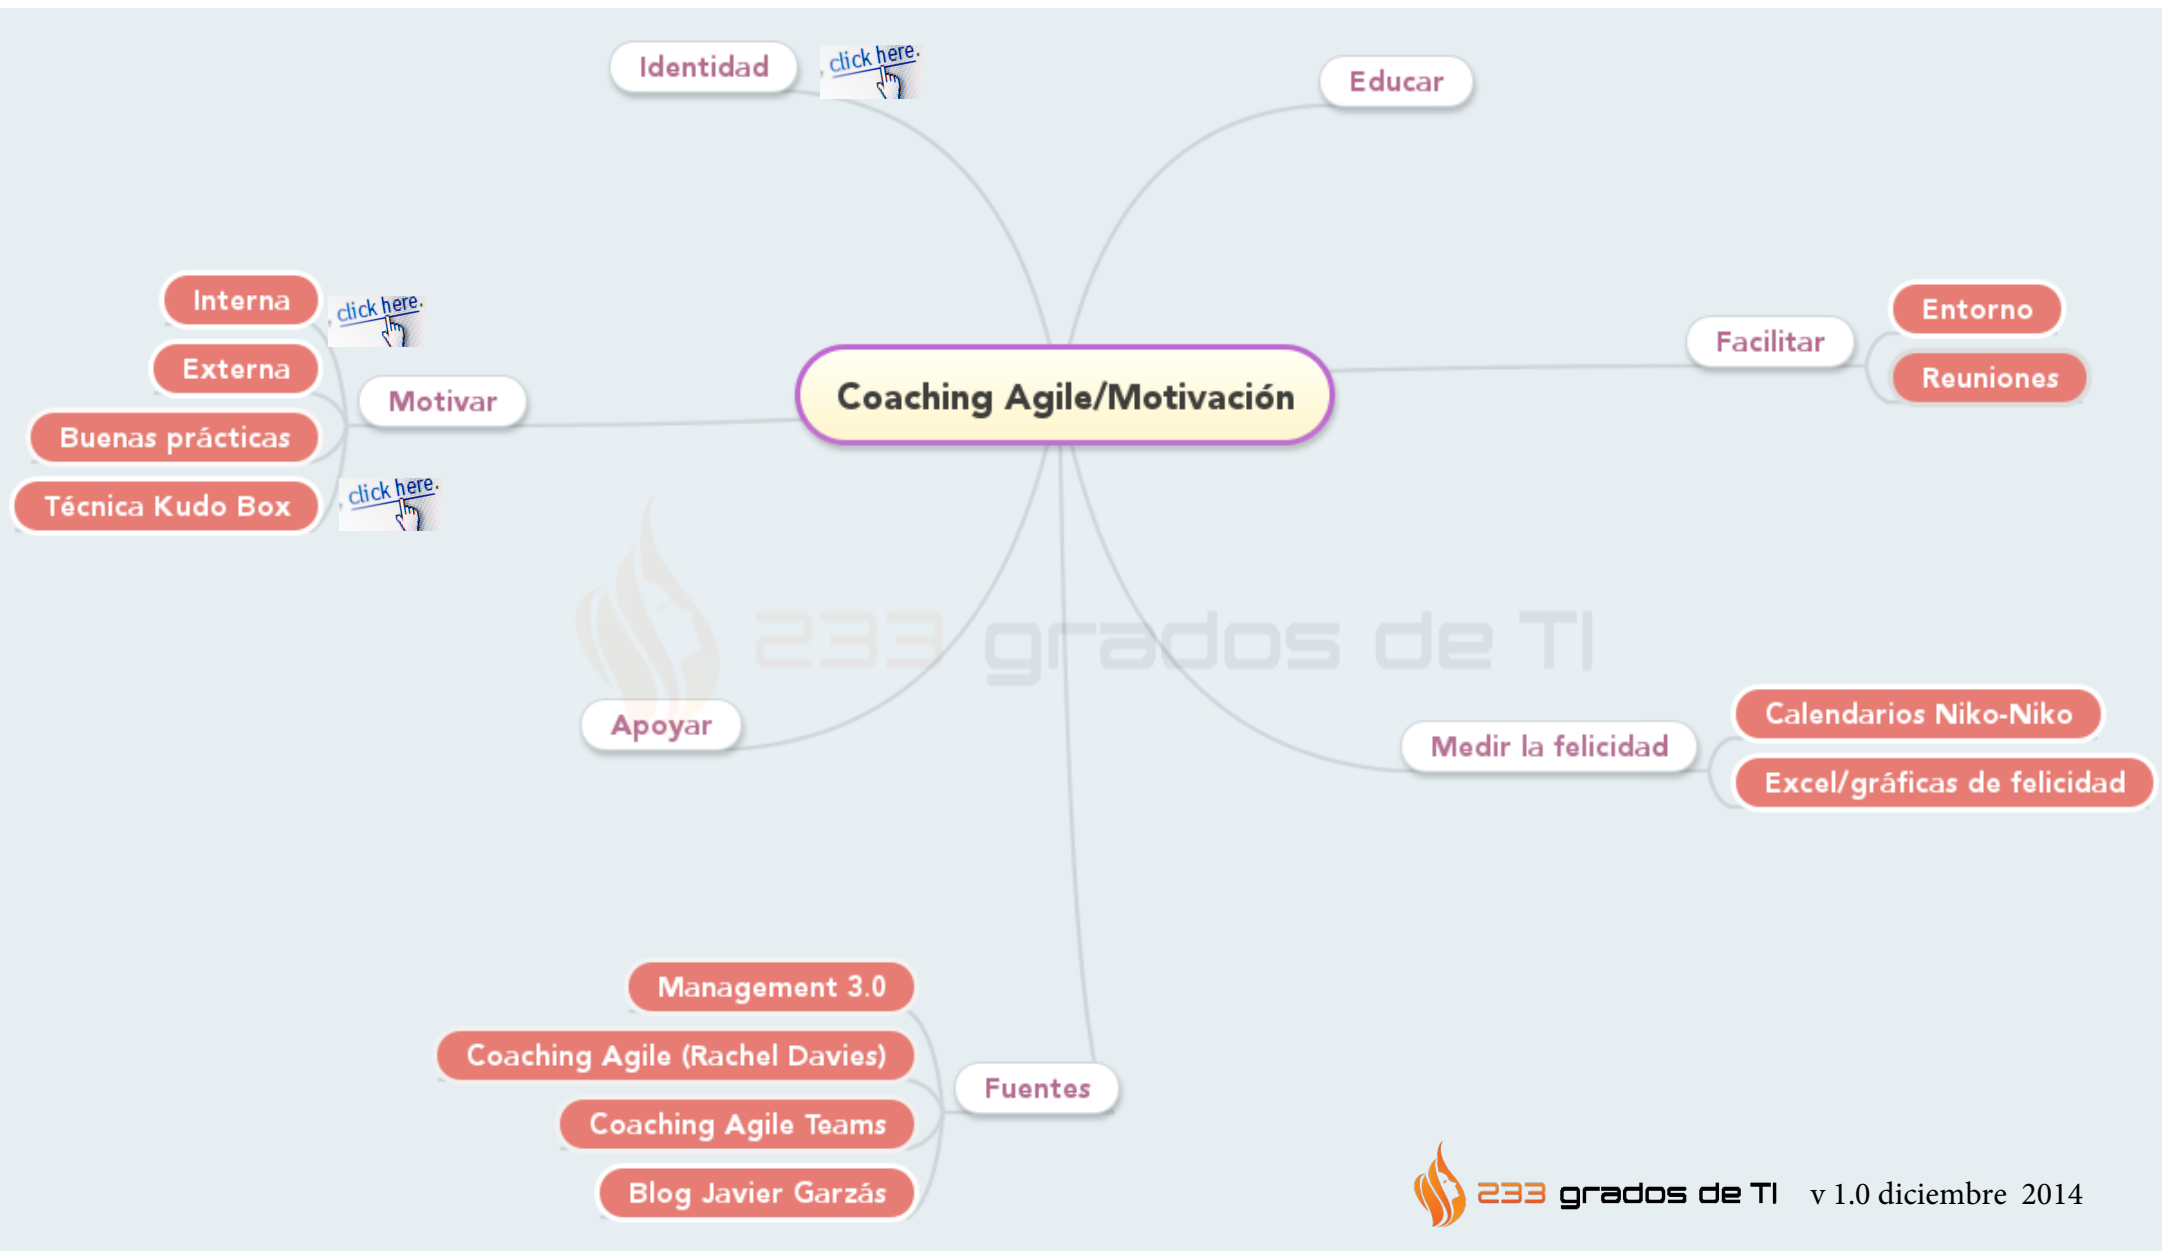 Identidad
click here.
Educar
Interna
click here.
Externa
Motivar
Buenas prácticas
Técnica Kudo Box
click here.
Coaching Agile/Motivación
Facilitar
Entorno
Reuniones
233 grados de TI
Apoyar
Medir la felicidad
Calendarios Niko-Niko
Excel/gráficas de felicidad
Management 3.0
Coaching Agile (Rachel Davies)
Coaching Agile Teams
Blog Javier Garzás
Fuentes
233 grados de TI v 1.0 diciembre 2014